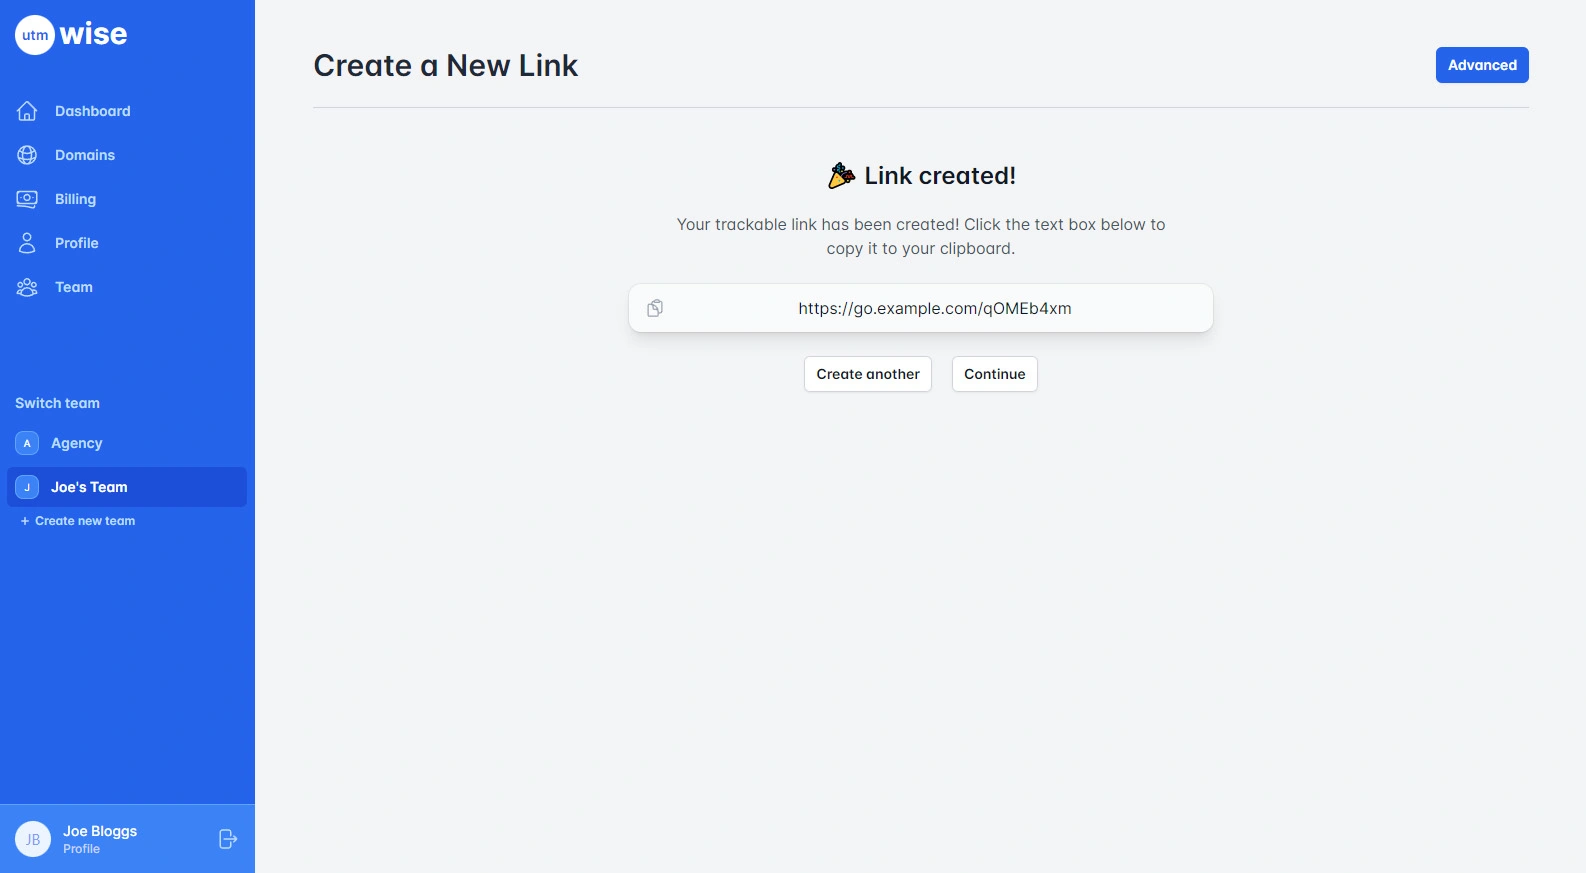 utm wise
Dashboard
Domains
Billing
Profile
Team
Switch team
A Agency
J Joe's Team
+ Create new team
JB Joe Bloggs
Profile
Create a New Link
Advanced
Link created!
Your trackable link has been created! Click the text box below to
copy it to your clipboard.
https://go.example.com/qOMEb4xm
Create another Continue